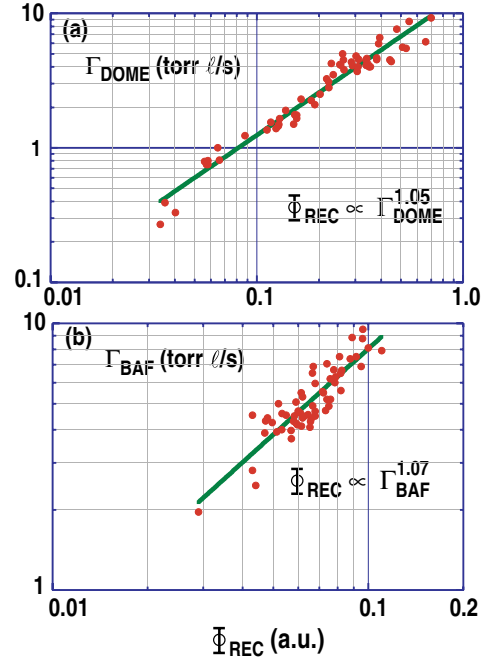 10
(a)
Γ_DOME (torr ℓ/s)
1
Φ_REC ∝ Γ_DOME^1.05
0.1
0.01 0.1 1.0
10
(b)
Γ_BAF (torr ℓ/s)
Φ_REC ∝ Γ_BAF^1.07
1
0.01 0.1 0.2
Φ_REC (a.u.)